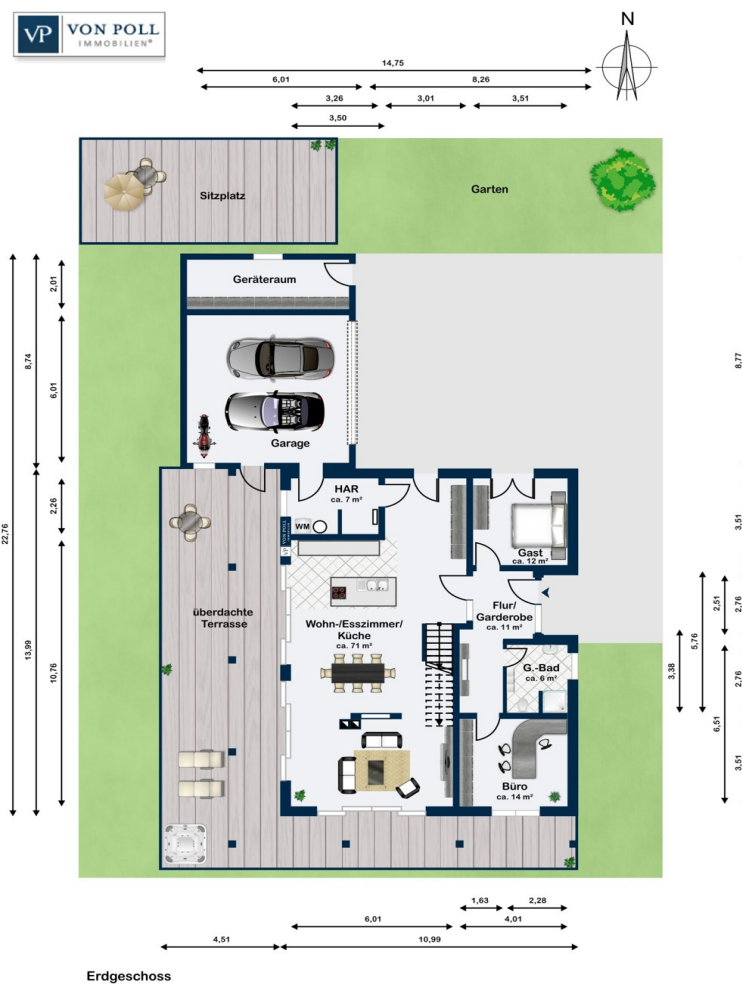 VP VON POLL
IMMOBILIEN®
N
14,75
6,01 8,26
3,26 3,01 3,51
3,50
Sitzplatz
Garten
Geräteraum
Garage
HAR
ca. 7 m²
WM
VP VON POLL
Gast
ca. 12 m²
Flur/
Garderobe
ca. 11 m²
überdachte
Terrasse
Wohn-/Esszimmer/
Küche
ca. 71 m²
G.-Bad
ca. 6 m²
Büro
ca. 14 m²
22,76
8,74
13,99
2,01
6,01
2,26
10,76
8,77
3,51
2,76
2,51
5,76
3,38
2,76
6,51
3,51
1,63 2,28
6,01 4,01
4,51 10,99
Erdgeschoss